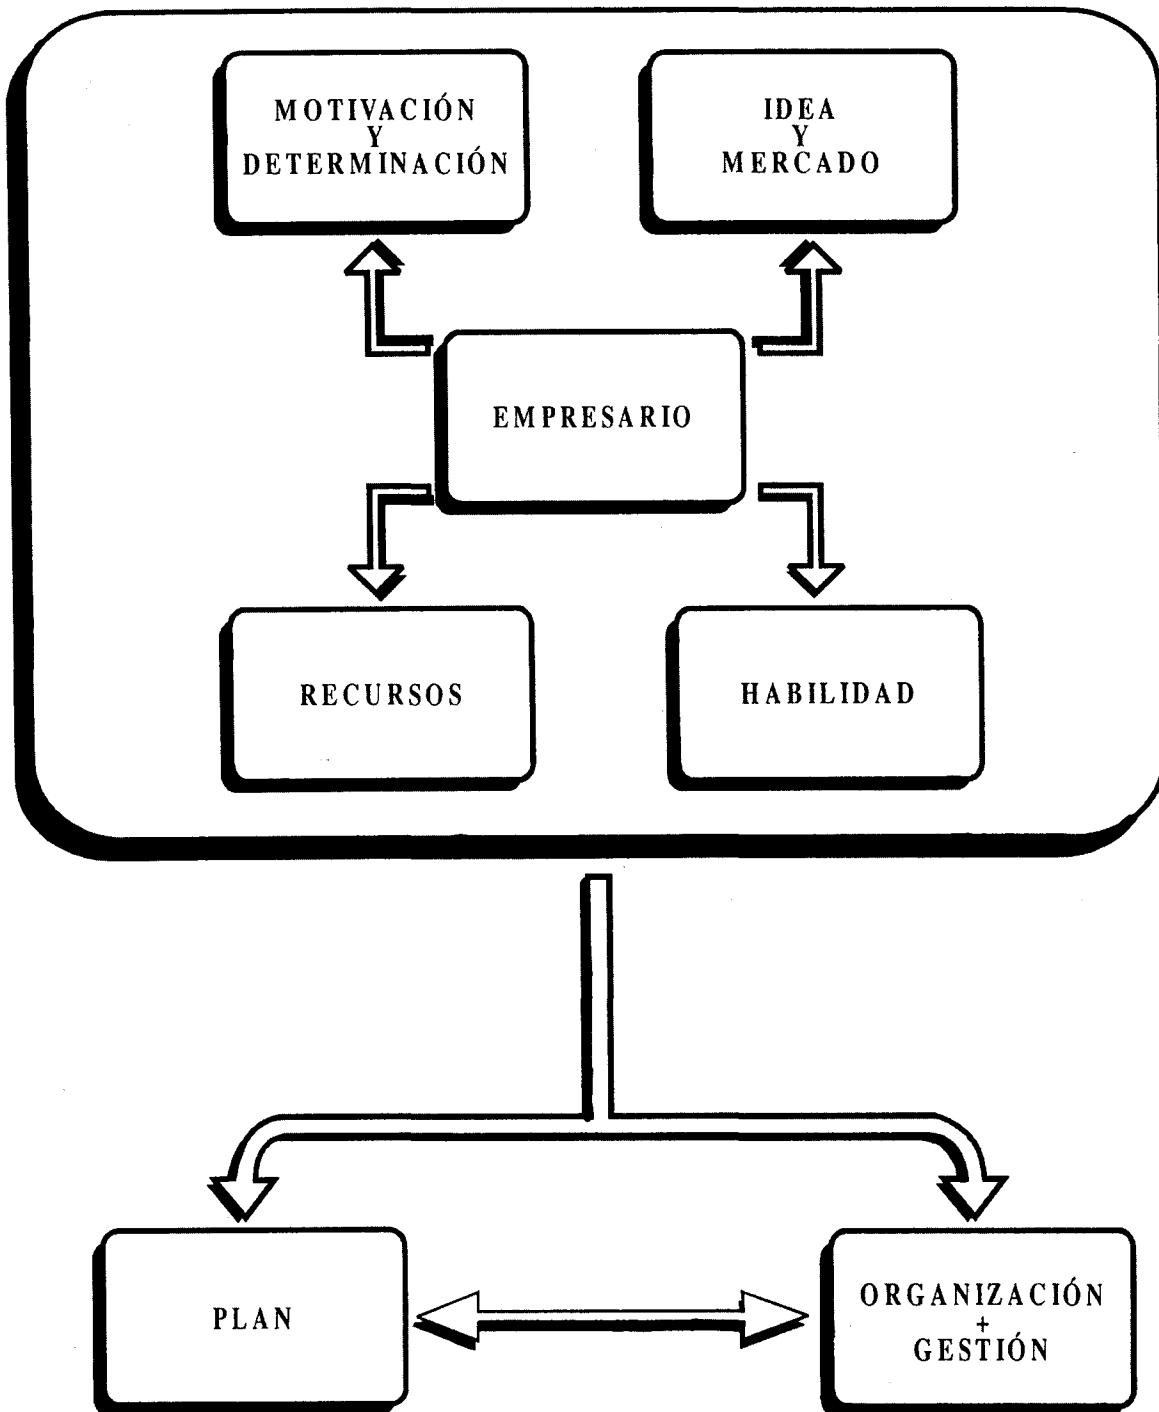 MOTIVACIÓN
Y
DETERMINACIÓN
IDEA
Y
MERCADO
EMPRESARIO
RECURSOS
HABILIDAD
PLAN
ORGANIZACIÓN
+
GESTIÓN